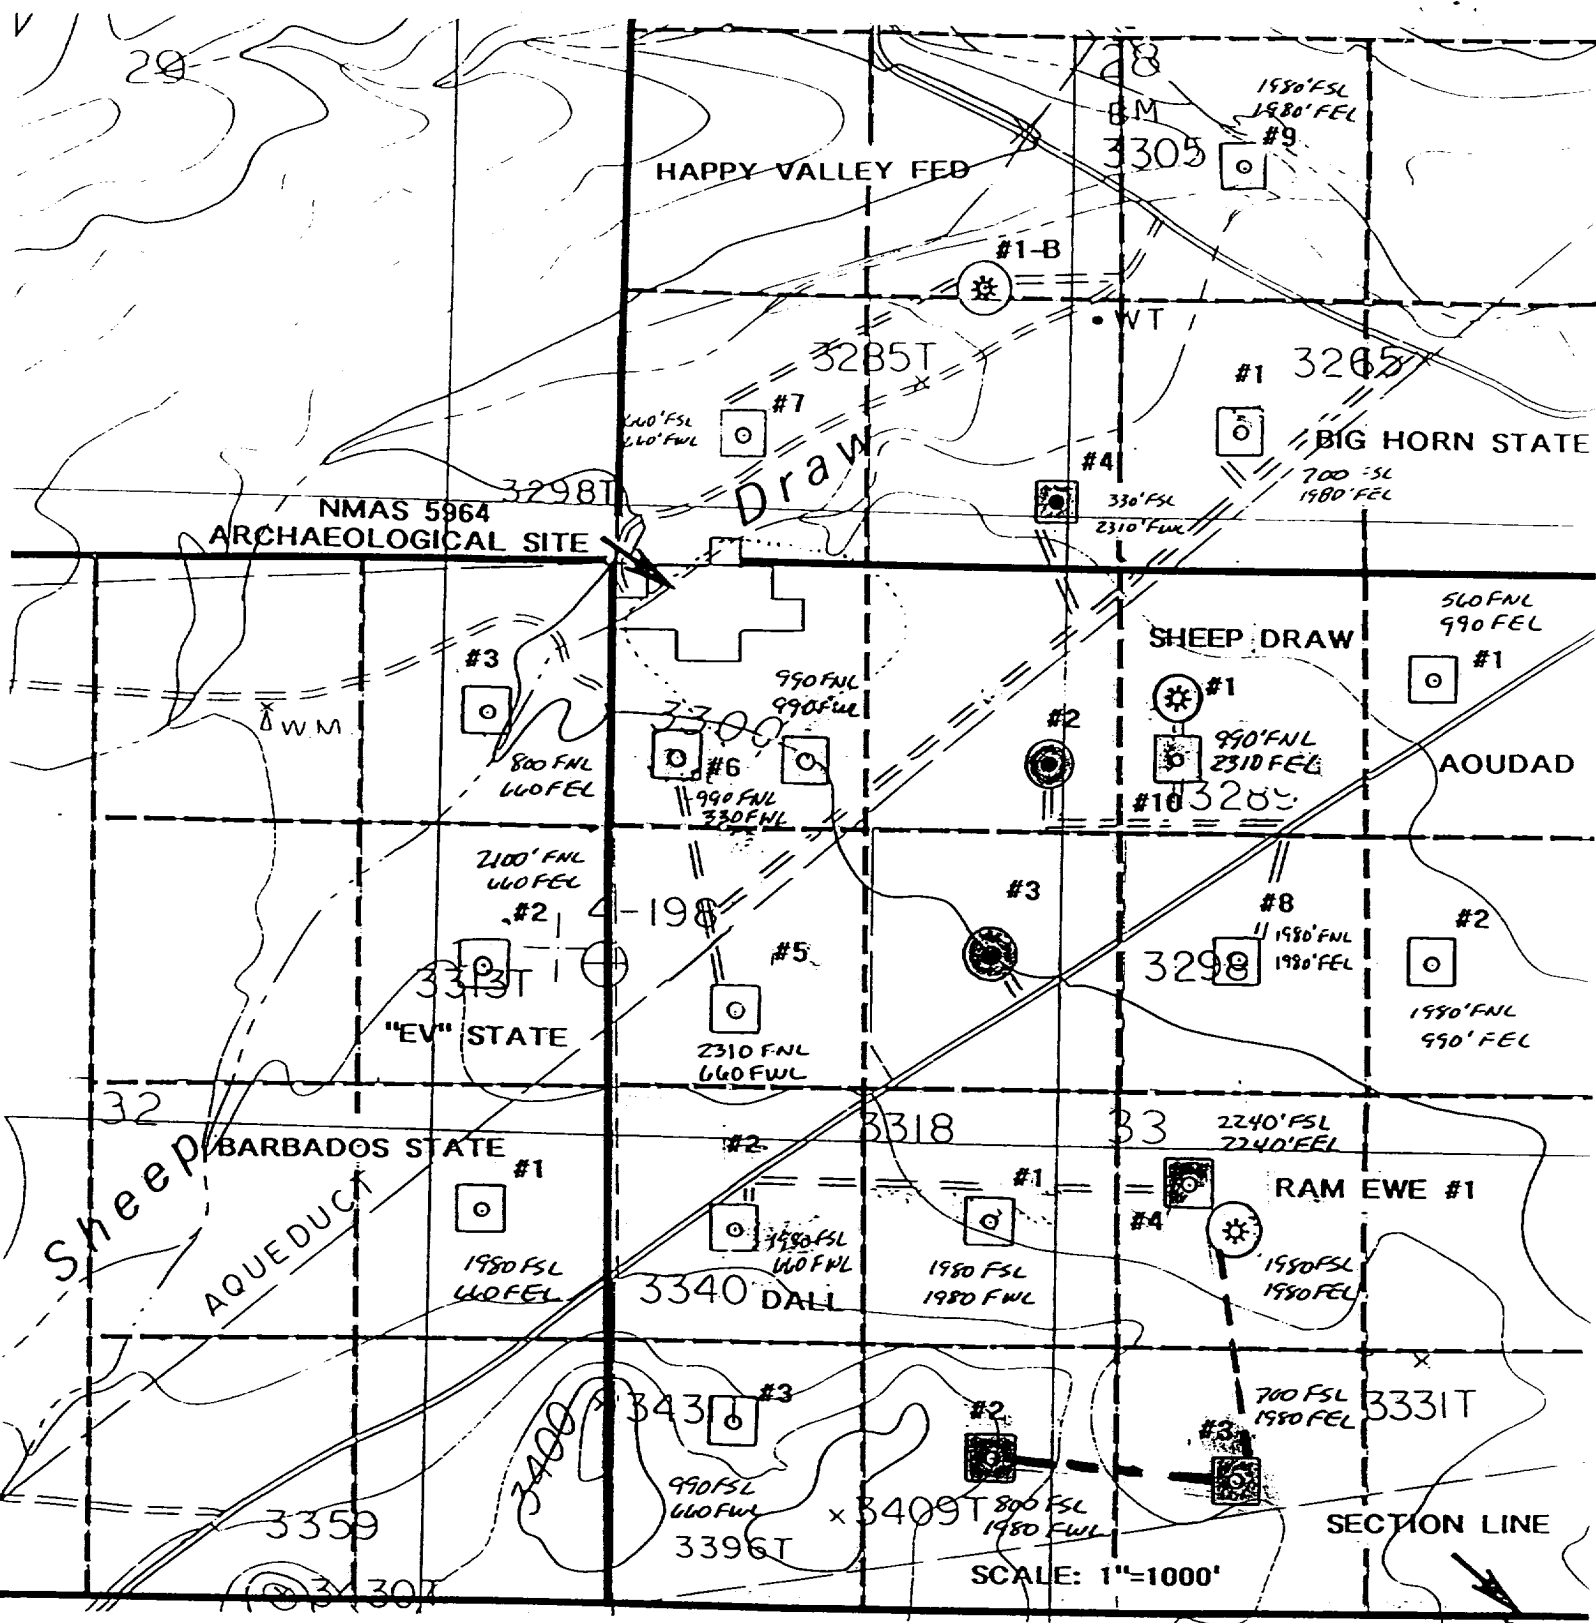 29
28
1980'FSL
1980'FEL
#9
BM
3305
HAPPY VALLEY FED
#1-B
WT
3285T
3265
#1
#7
660'FSL
660'FWL
BIG HORN STATE
700 FSL
1980'FEL
Draw
#4
330'FSL
2310'FWL
3298T
NMAS 5964
ARCHAEOLOGICAL SITE
560 FNL
990 FEL
#1
SHEEP DRAW
#3
WM
800 FNL
660 FEL
990 FNL
990 FWL
3300
#6
990 FNL
330 FWL
#2
#1
990'FNL
2310 FEL
#10
AOUDAD
2100' FNL
660 FEL
#2
4-198
3313T
"EV" STATE
#5
2310 FNL
660 FWL
#3
#8
1980'FNL
1980'FEL
3298
#2
1980'FNL
990' FEL
32
3318
33
2240'FSL
2240'FEL
Sheep
BARBADOS STATE
#1
AQUEDUCT
1980 FSL
660 FEL
#2
1980 FSL
3340
DALL
#1
1980 FSL
1980 FWL
RAM EWE #1
#4
1980FSL
1980FEL
3400
343
#3
990 FSL
660 FWL
3396T
#2
3409T
800 FSL
1980 FWL
700 FSL
1980 FEL
#3
3331T
3359
SECTION LINE
SCALE: 1"=1000'